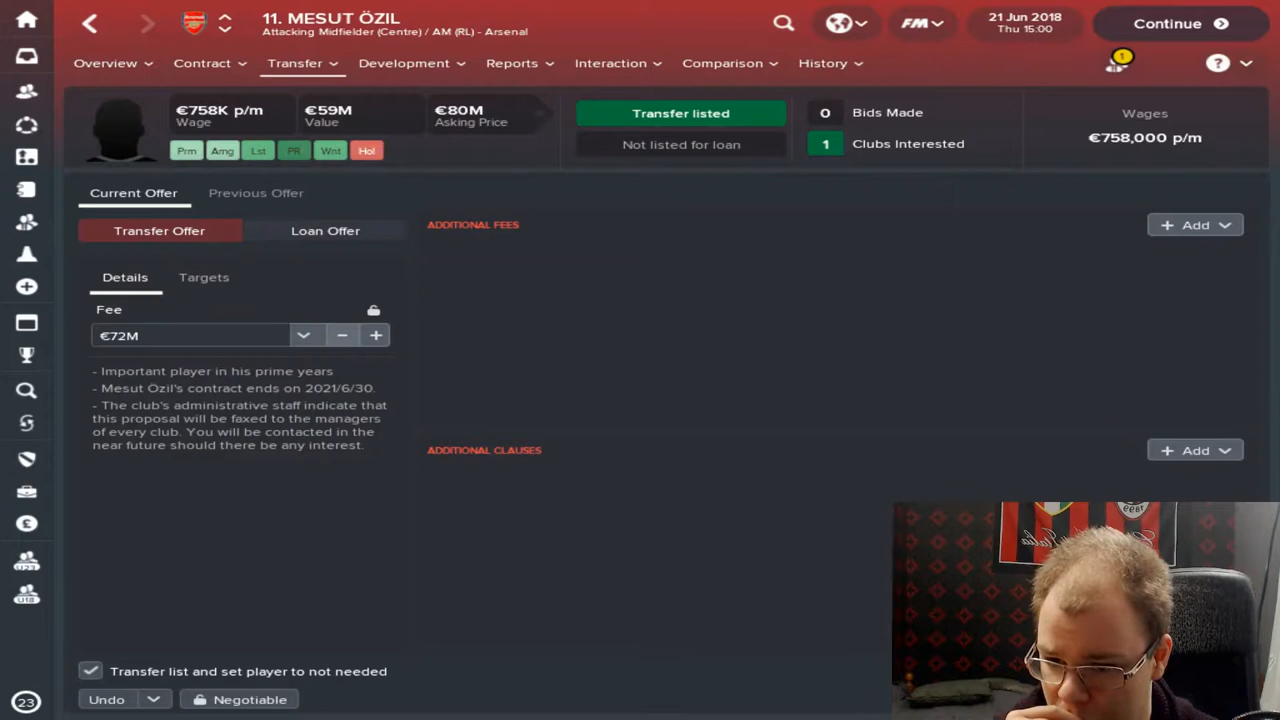 11. MESUT ÖZIL
Attacking Midfielder (Centre) / AM (RL) - Arsenal
FM
21 Jun 2018
Thu 15:00
Continue
Overview
Contract
Transfer
Development
Reports
Interaction
Comparison
History
1
?
€758K p/m
Wage
€59M
Value
€80M
Asking Price
Prm
Arng
Lst
PR
Wnt
Hol
Transfer listed
Not listed for loan
0 Bids Made
1 Clubs Interested
Wages
€758,000 p/m
Current Offer
Previous Offer
Transfer Offer
Loan Offer
Details
Targets
Fee
€72M
- Important player in his prime years
- Mesut Özil's contract ends on 2021/6/30.
- The club's administrative staff indicate that
this proposal will be faxed to the managers
of every club. You will be contacted in the
near future should there be any interest.
ADDITIONAL FEES
+ Add
ADDITIONAL CLAUSES
+ Add
Transfer list and set player to not needed
Undo
Negotiable
U23
U18
23